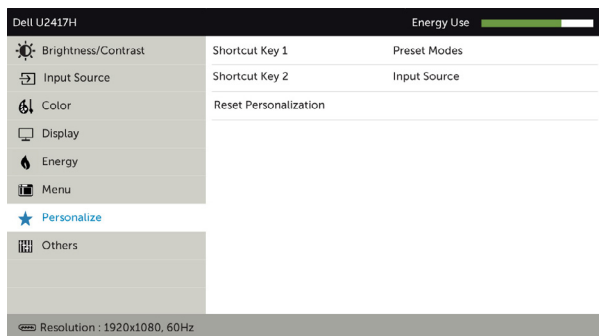 Dell U2417H Energy Use
Brightness/Contrast
Input Source
Color
Display
Energy
Menu
Personalize
Others
Shortcut Key 1 Preset Modes
Shortcut Key 2 Input Source
Reset Personalization
Resolution : 1920x1080, 60Hz